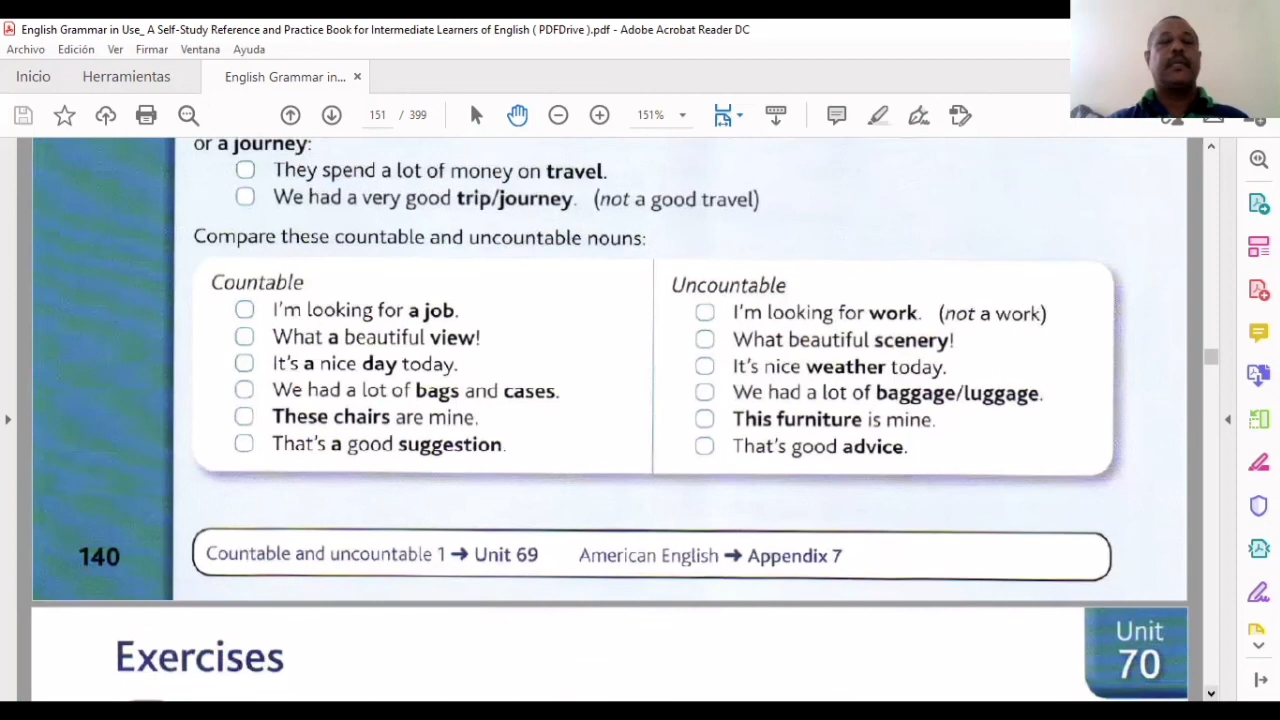 English Grammar in Use_ A Self-Study Reference and Practice Book for Intermediate Learners of English ( PDFDrive ).pdf - Adobe Acrobat Reader DC
Archivo Edición Ver Firmar Ventana Ayuda
Inicio Herramientas English Grammar in... ×
151 / 399 151%
or a journey:
They spend a lot of money on travel.
We had a very good trip/journey. (not a good travel)
Compare these countable and uncountable nouns:
Countable
I'm looking for a job.
What a beautiful view!
It's a nice day today.
We had a lot of bags and cases.
These chairs are mine.
That's a good suggestion.
Uncountable
I'm looking for work. (not a work)
What beautiful scenery!
It's nice weather today.
We had a lot of baggage/luggage.
This furniture is mine.
That's good advice.
140
Countable and uncountable 1 → Unit 69 American English → Appendix 7
Exercises
Unit
70